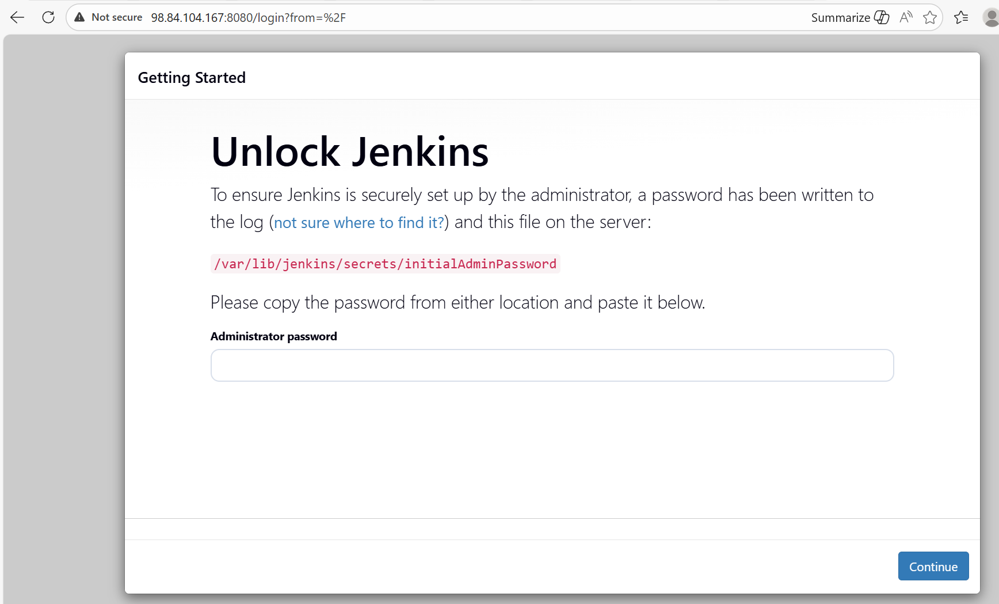 Not secure 98.84.104.167:8080/login?from=%2F Summarize
Getting Started
Unlock Jenkins
To ensure Jenkins is securely set up by the administrator, a password has been written to
the log (not sure where to find it?) and this file on the server:
/var/lib/jenkins/secrets/initialAdminPassword
Please copy the password from either location and paste it below.
Administrator password
Continue